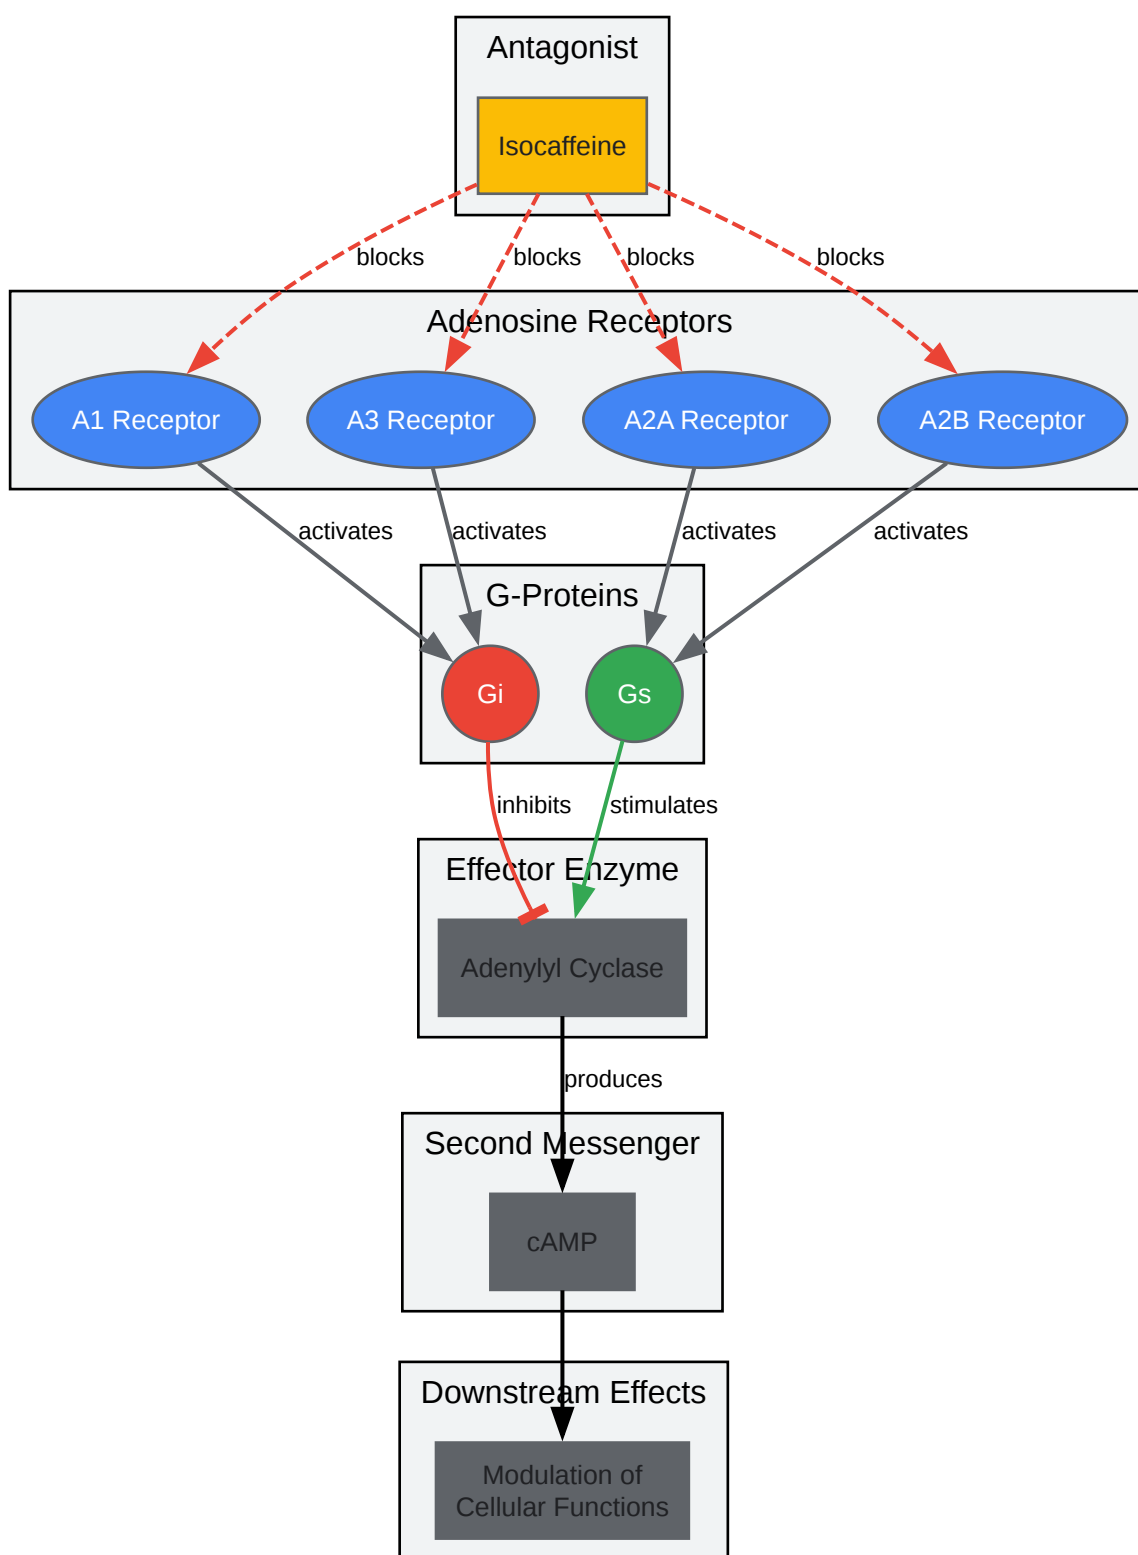 Antagonist
Isocaffeine
blocks
blocks
blocks
blocks
Adenosine Receptors
A1 Receptor
A3 Receptor
A2A Receptor
A2B Receptor
activates
activates
activates
activates
G-Proteins
Gi
Gs
inhibits
stimulates
Effector Enzyme
Adenylyl Cyclase
produces
Second Messenger
cAMP
Downstream Effects
Modulation of
Cellular Functions